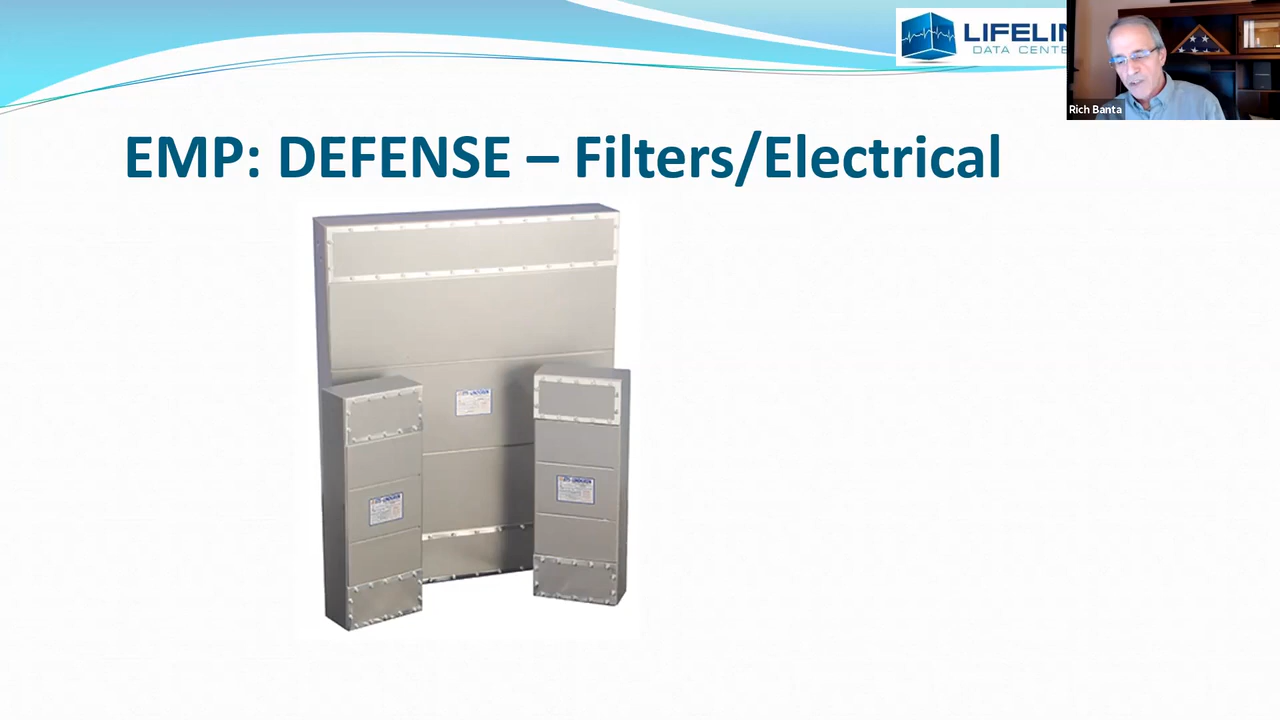 LIFELIN
DATA CENTE
Rich Banta
EMP: DEFENSE – Filters/Electrical